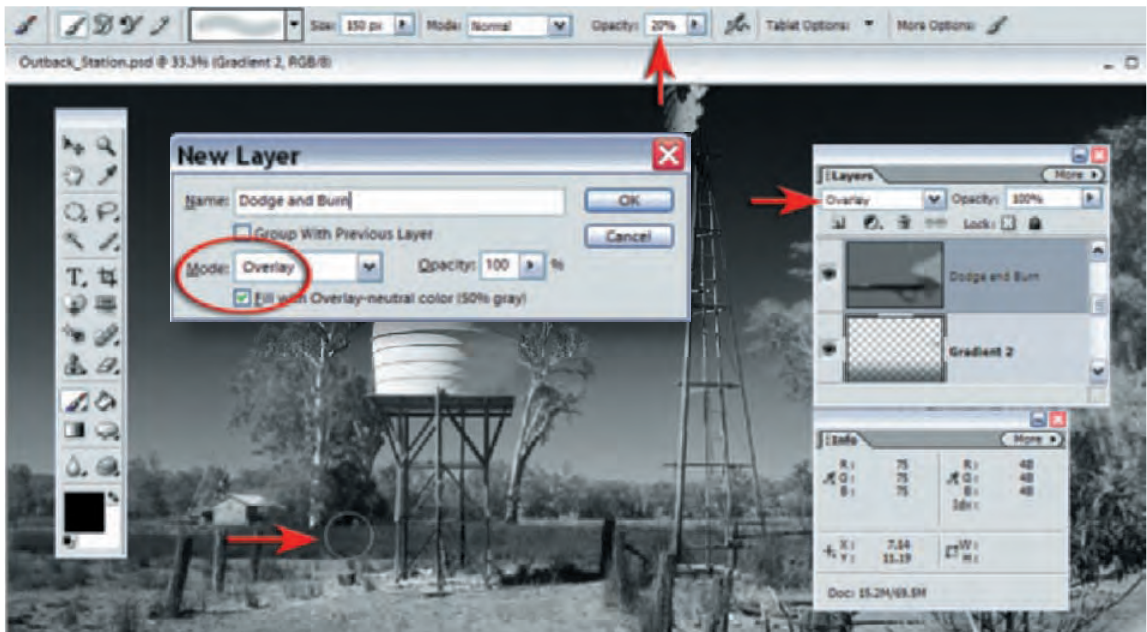 Size: 150 px Mode: Normal Opacity: 20% Tablet Options: More Options:
Outback_Station.psd @ 33.3% (Gradient 2, RGB/8)
New Layer
Name: Dodge and Burn
OK
Group With Previous Layer
Cancel
Mode: Overlay Opacity: 100 %
Fill with Overlay-neutral color (50% gray)
Layers More
Overlay Opacity: 100%
Lock:
Dodge and Burn
Gradient 2
Info More
R: 75 R: 48
G: 75 G: 48
B: 75 B: 48
Idx:
X: 7.14 W:
Y: 11.19 H:
Doc: 15.2M/69.5M